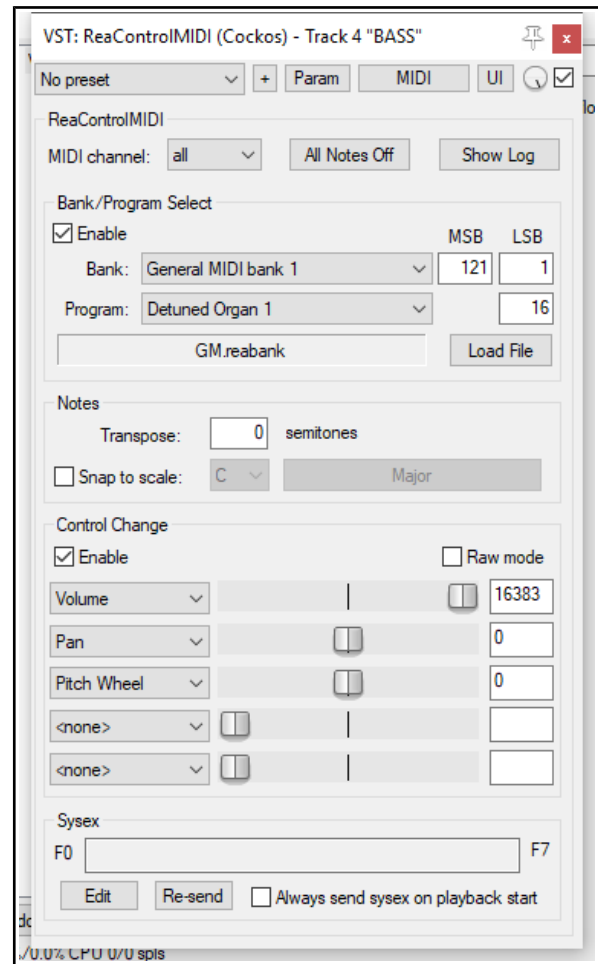 VST: ReaControlMIDI (Cockos) - Track 4 "BASS" x
No preset + Param MIDI UI
lo
ReaControlMIDI
MIDI channel: all All Notes Off Show Log
Bank/Program Select
Enable MSB LSB
Bank: General MIDI bank 1 121 1
Program: Detuned Organ 1 16
GM.reabank Load File
Notes
Transpose: 0 semitones
Snap to scale: C Major
Control Change
Enable Raw mode
Volume 16383
Pan 0
Pitch Wheel 0
<none>
<none>
Sysex
F0 F7
Edit Re-send Always send sysex on playback start
/0.0% CPU 0/0 spls